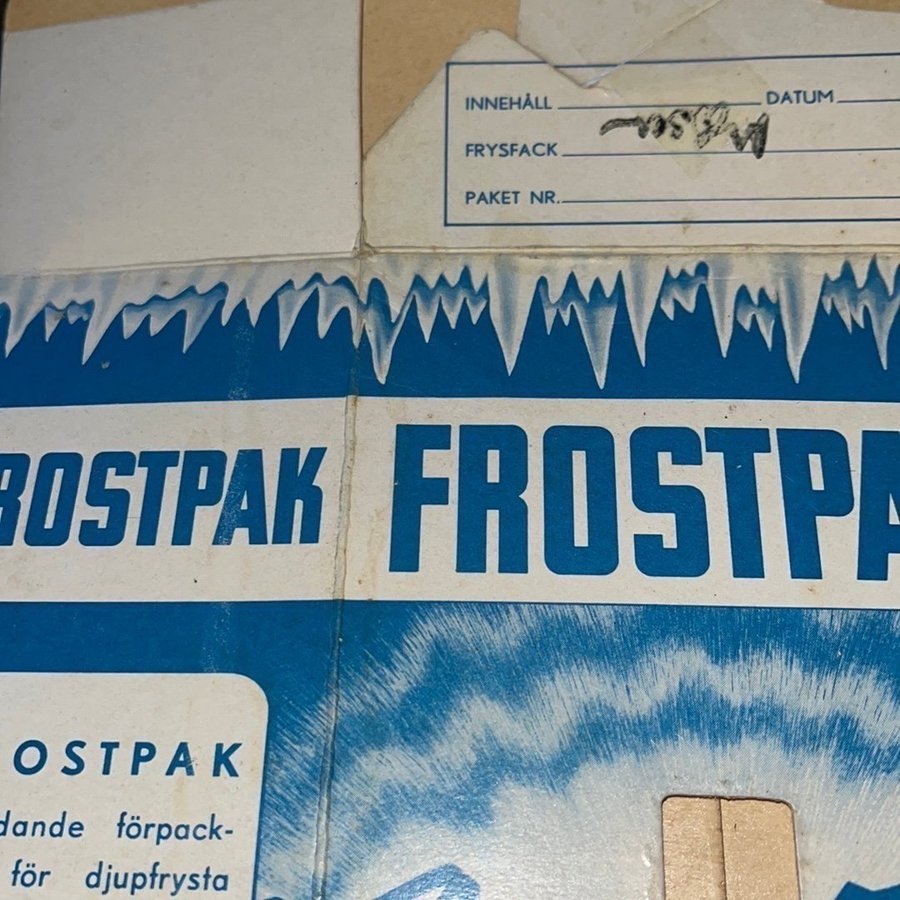 INNEHÅLL DATUM
FRYSFACK
PAKET NR.
ROSTPAK FROSTPA
OSTPAK
dande förpack-
för djupfrysta